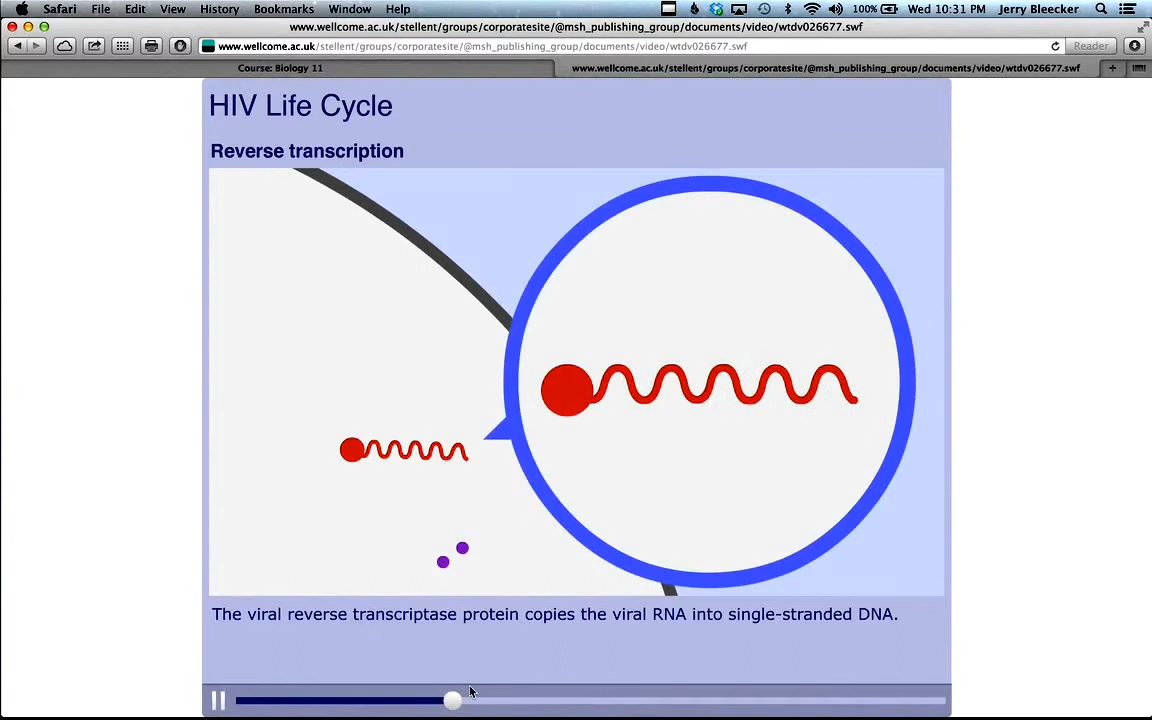 Safari File Edit View History Bookmarks Window Help 100% Wed 10:31 PM Jerry Bleecker
www.wellcome.ac.uk/stellent/groups/corporatesite/@msh_publishing_group/documents/video/wtdv026677.swf
www.wellcome.ac.uk/stellent/groups/corporatesite/@msh_publishing_group/documents/video/wtdv026677.swf Reader
Course: Biology 11 www.wellcome.ac.uk/stellent/groups/corporatesite/@msh_publishing_group/documents/video/wtdv026677.swf
HIV Life Cycle
Reverse transcription
The viral reverse transcriptase protein copies the viral RNA into single-stranded DNA.